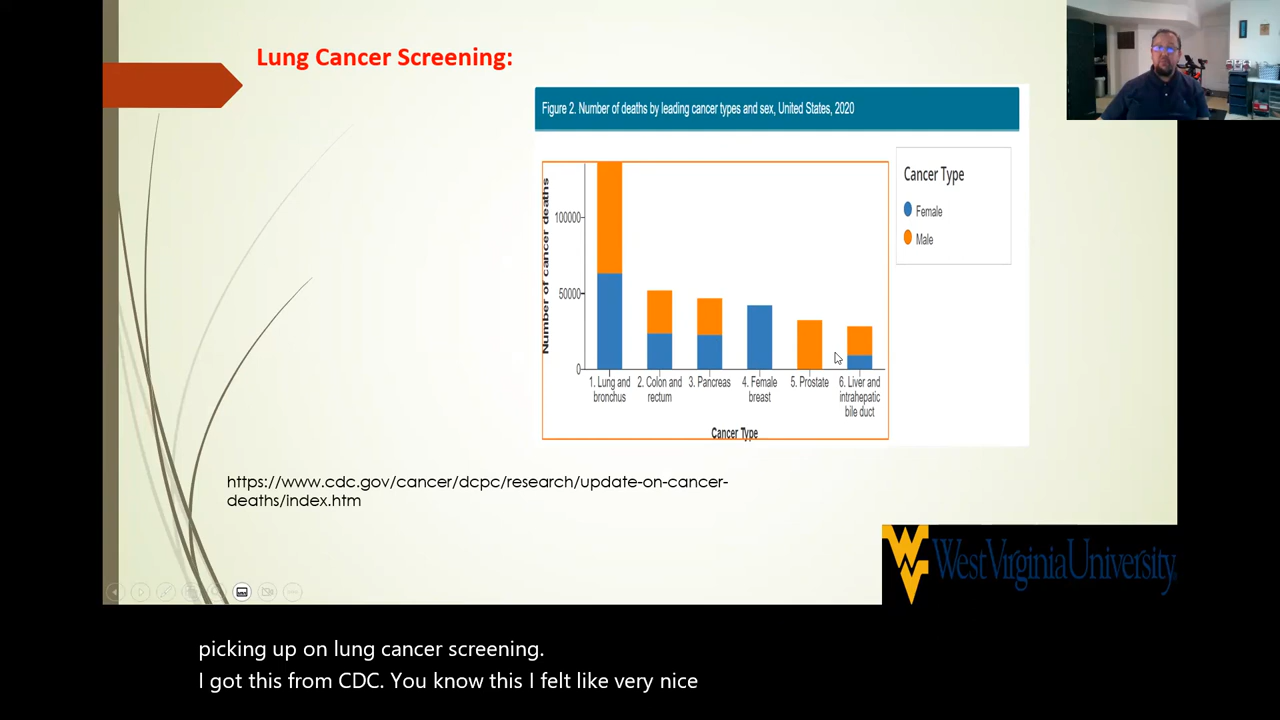 Lung Cancer Screening:
Figure 2. Number of deaths by leading cancer types and sex, United States, 2020
Number of cancer deaths
100000
50000
0
1. Lung and
bronchus
2. Colon and
rectum
3. Pancreas
4. Female
breast
5. Prostate
6. Liver and
intrahepatic
bile duct
Cancer Type
Cancer Type
Female
Male
https://www.cdc.gov/cancer/dcpc/research/update-on-cancer-
deaths/index.htm
WV
WestVirginiaUniversity
picking up on lung cancer screening.
I got this from CDC. You know this I felt like very nice